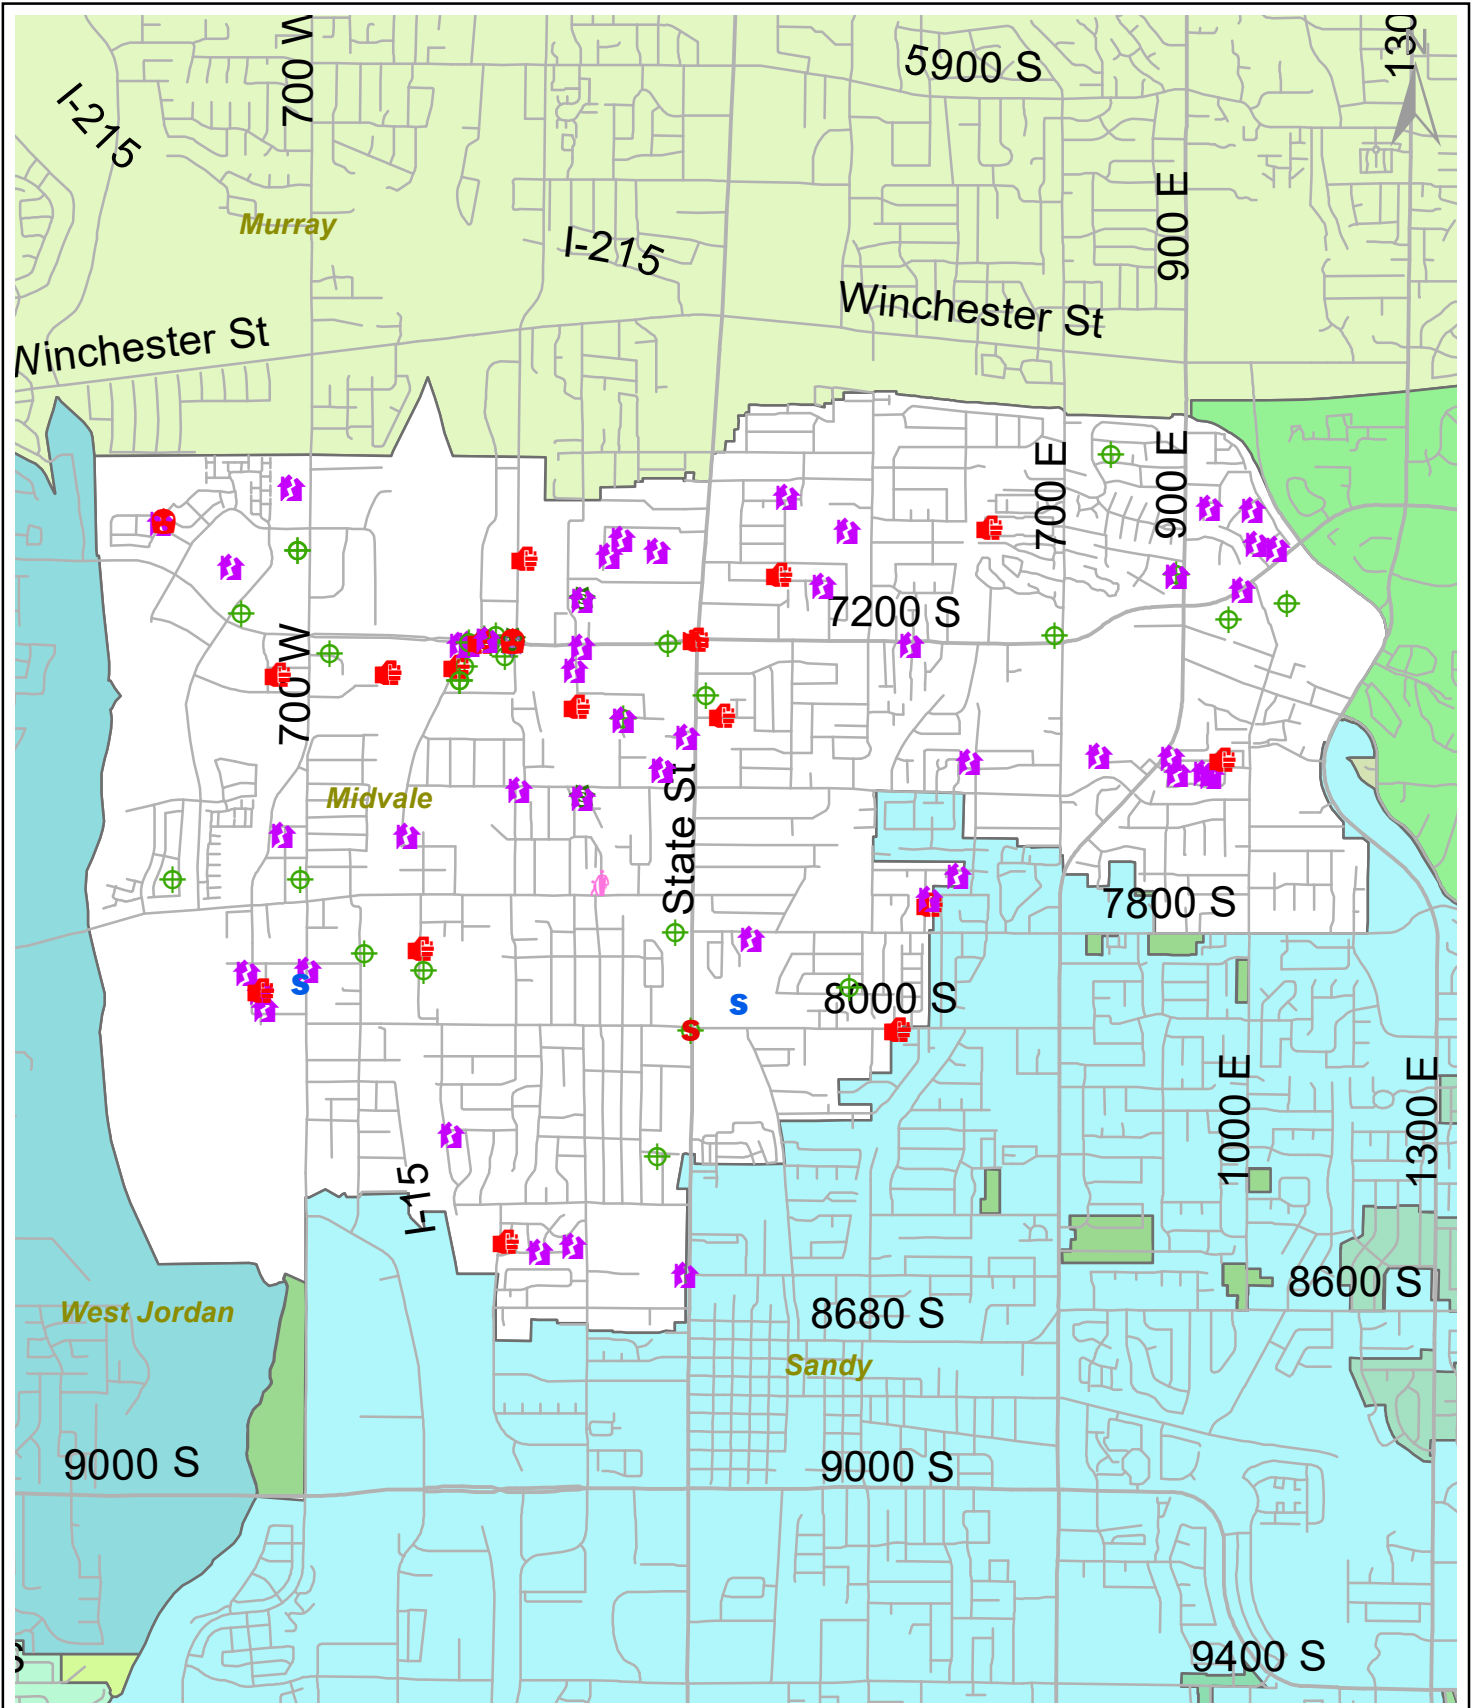 700 W
5900 S
130
I-215
900 E
Murray
I-215
Winchester St
Winchester St
700 E
900 E
7200 S
700 W
Midvale
State St
7800 S
s
s
8000 S
s
1000 E
1300 E
I-15
8600 S
West Jordan
8680 S
Sandy
9000 S
9000 S
9400 S
S